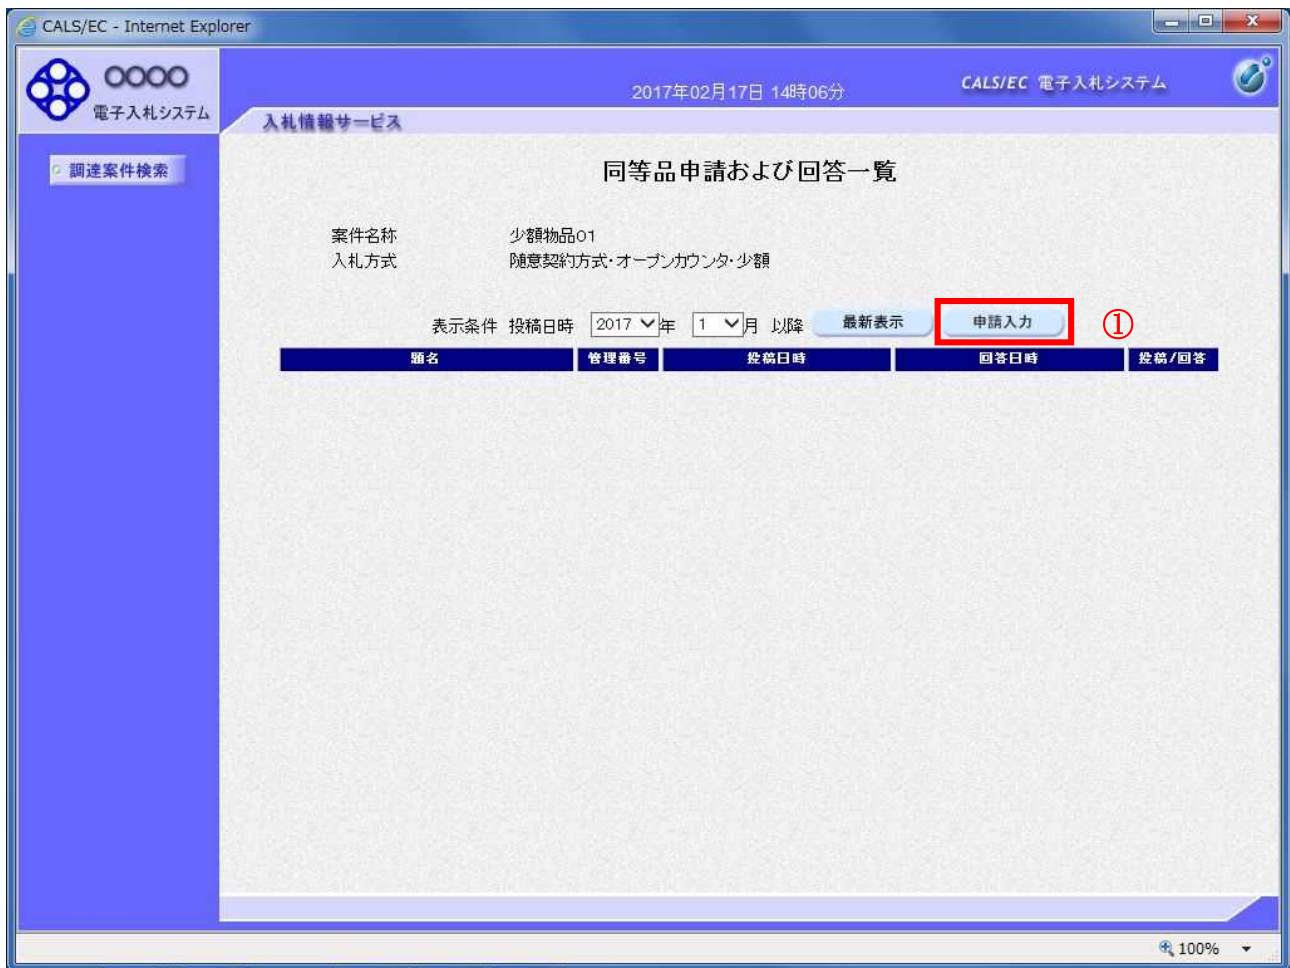 CALS/EC - Internet Explorer
〇〇〇〇
電子入札システム
2017年02月17日 14時06分
CALS/EC 電子入札システム
入札情報サービス
調達案件検索
同等品申請および回答一覧
案件名称 少額物品01
入札方式 随意契約方式・オープンカウンタ・少額
表示条件 投稿日時 2017 年 1 月 以降 最新表示 申請入力 ①
題名 管理番号 投稿日時 回答日時 投稿/回答
100%